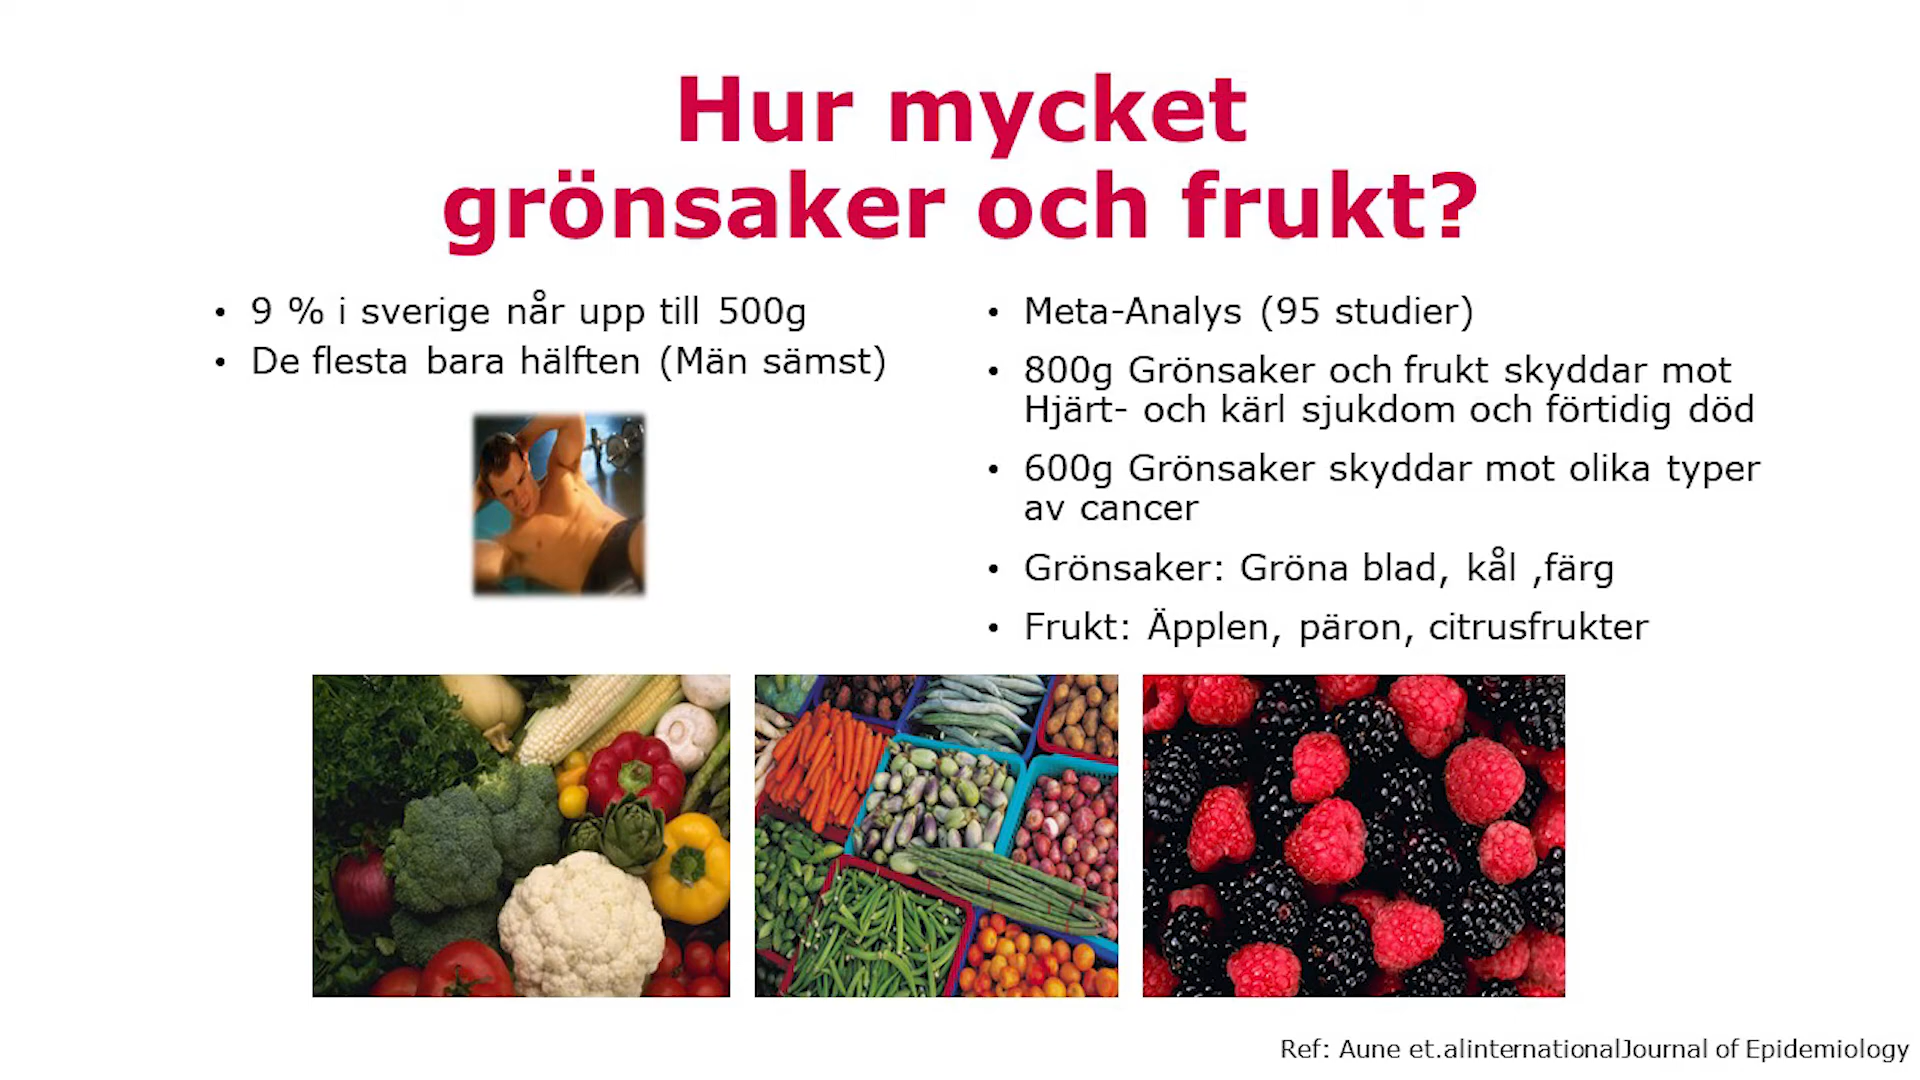 Hur mycket
grönsaker och frukt?
• 9 % i sverige når upp till 500g
• De flesta bara hälften (Män sämst)
• Meta-Analys (95 studier)
• 800g Grönsaker och frukt skyddar mot
Hjärt- och kärl sjukdom och förtidig död
• 600g Grönsaker skyddar mot olika typer
av cancer
• Grönsaker: Gröna blad, kål ,färg
• Frukt: Äpplen, päron, citrusfrukter
Ref: Aune et.alinternationalJournal of Epidemiology